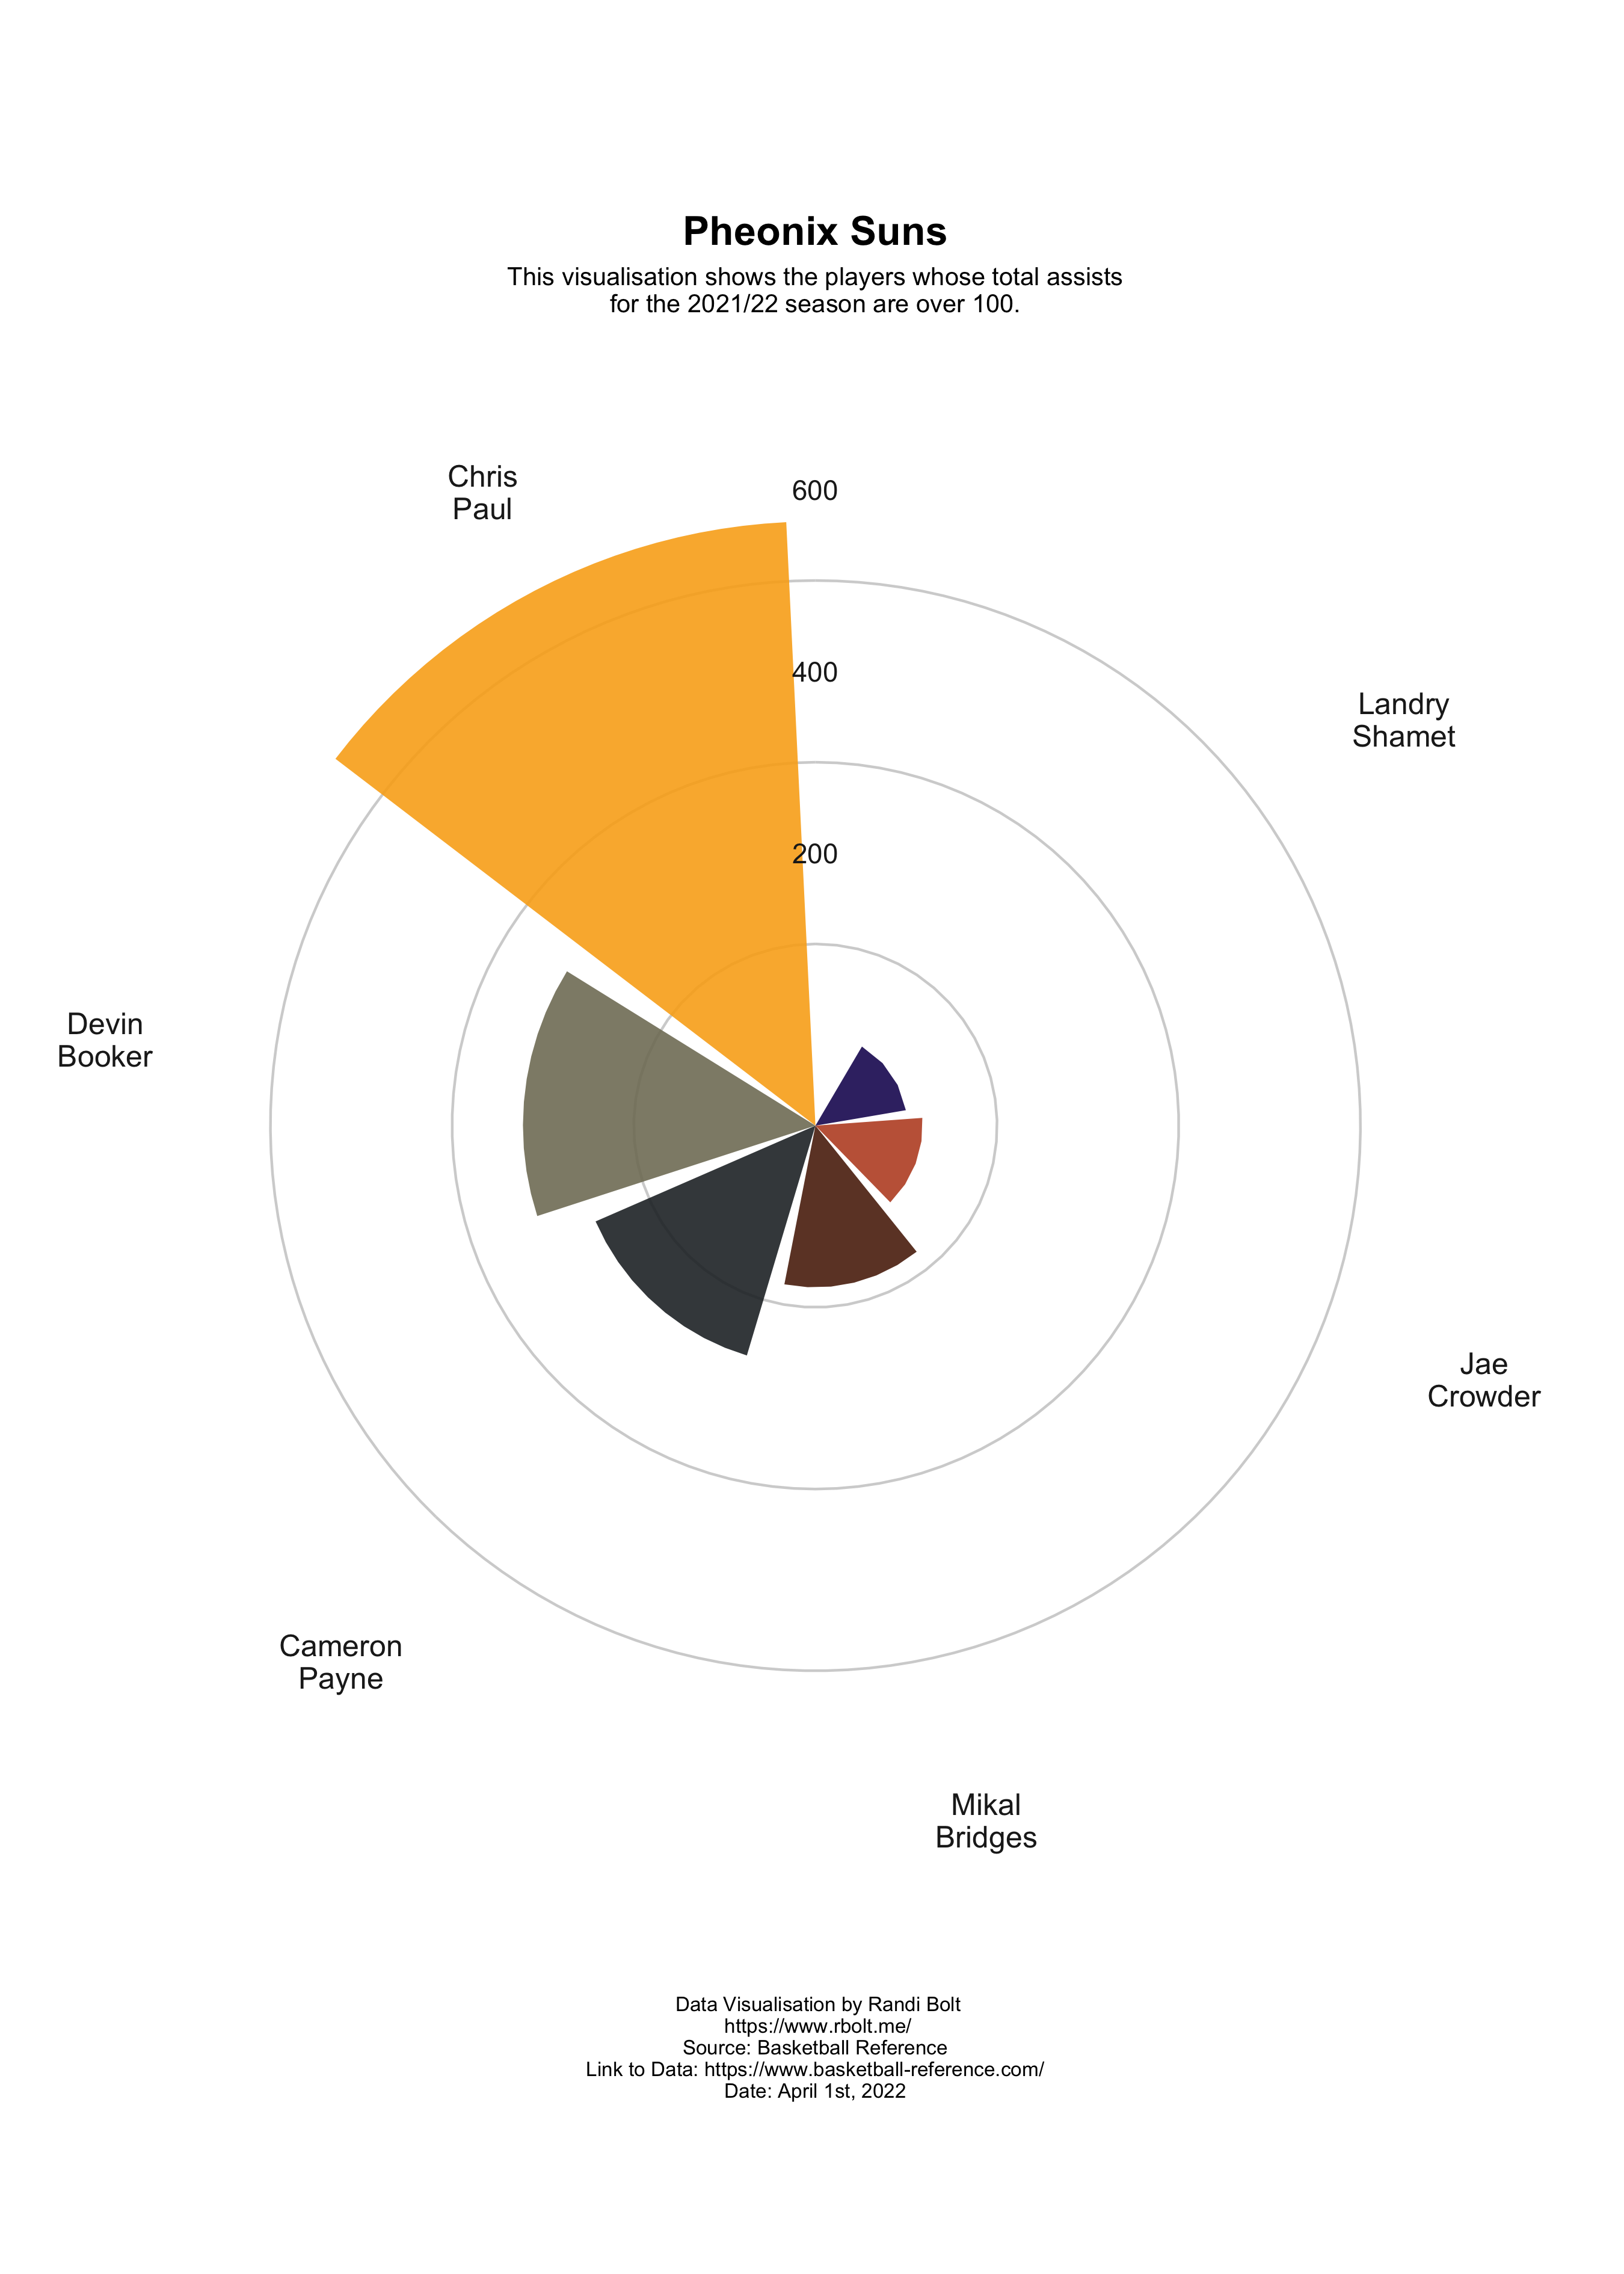 Pheonix Suns
This visualisation shows the players whose total assists
for the 2021/22 season are over 100.
Chris
Paul
600
400
200
Landry
Shamet
Devin
Booker
Jae
Crowder
Cameron
Payne
Mikal
Bridges
Data Visualisation by Randi Bolt
https://www.rbolt.me/
Source: Basketball Reference
Link to Data: https://www.basketball-reference.com/
Date: April 1st, 2022